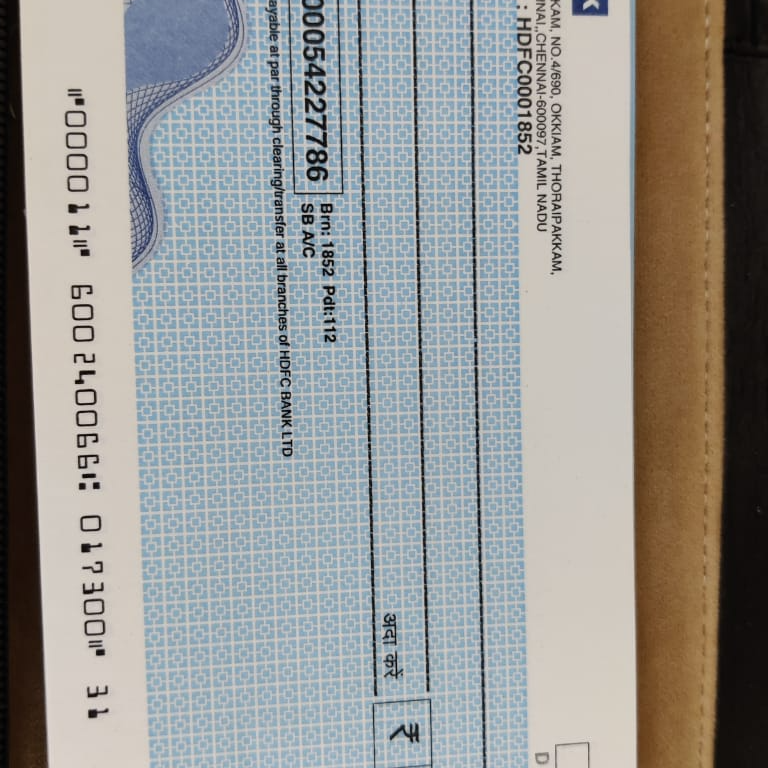 K
KAM, NO.4/690, OKKIAM, THORAIPAKKAM,
NAI,,CHENNAI-600097,TAMIL NADU
: HDFC0001852
D
अदा करें
₹
00054227786
Brn: 1852 Pdt:112
SB A/C
ayable at par through clearing/transfer at all branches of HDFC BANK LTD
⑈000011⑈ 600240066⑆ 017300⑈ 31